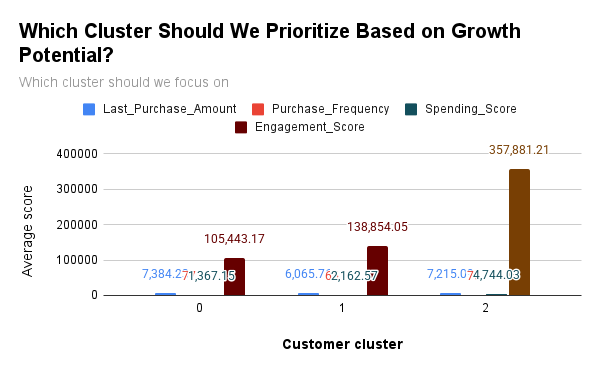 Which Cluster Should We Prioritize Based on Growth
Potential?
Which cluster should we focus on
Last_Purchase_Amount Purchase_Frequency Spending_Score
Engagement_Score
Average score
400000
300000
200000
100000
0
7,384.25
1,367.15
105,443.17
6,065.76
2,162.57
138,854.05
7,215.07
4,744.03
357,881.21
0 1 2
Customer cluster